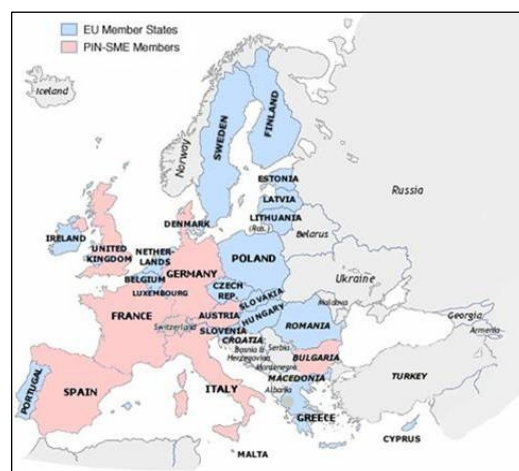 EU Member States
PIN-SME Members
Iceland
FINLAND
SWEDEN
Norway
Russia
ESTONIA
LATVIA
LITHUANIA
(Rus.)
DENMARK
IRELAND
UNITED
KINGDOM
Belarus
NETHER-
LANDS
POLAND
GERMANY
BELGIUM
LUXEMBOURG
CZECH
REP.
Ukraine
SLOVAKIA
FRANCE
Switzerland
AUSTRIA
HUNGARY
Moldova
SLOVENIA
ROMANIA
CROATIA
Georgia
Bosnia &
Herzegovina
Serbia
Armenia
Montenegro
BULGARIA
PORTUGAL
SPAIN
ITALY
MACEDONIA
Albania
TURKEY
GREECE
CYPRUS
MALTA